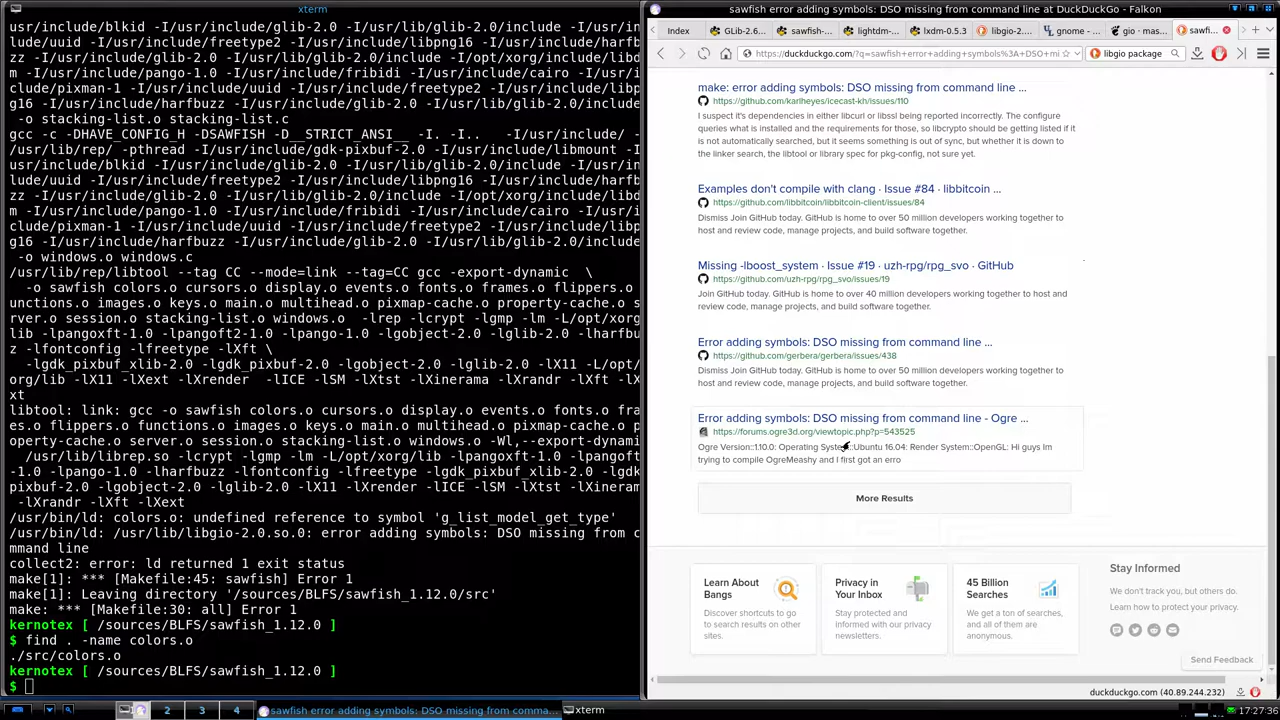 xterm
usr/include/freetype2 -I/usr/include/libpng16 -I/usr/include/harfbu
zz -I/usr/include/glib-2.0 -I/usr/lib/glib-2.0/include -I/usr/inclu
de/uuid -I/usr/include/freetype2 -I/usr/include/libpng16 -I/usr/incl
zz -I/usr/include/glib-2.0 -I/usr/lib/glib-2.0/include
m -I/usr/include/pango-1.0 -I/usr/include/fribidi -I/usr/include/cairo -I/usr/in
clude/pixman-1 -I/usr/include/uuid -I/usr/include/freetype2 -I/usr/include/libp
g16 -I/usr/include/harfbuzz -I/usr/include/glib-2.0 -I/usr/lib/glib-2.0/include
-o stacking-list.o stacking-list.c
gcc -c -DHAVE_CONFIG_H -DSAWFISH -D__STRICT_ANSI__ -I. -I.. -I/usr/include/ -
/usr/lib/rep/ -pthread -I/usr/include/gdk-pixbuf-2.0 -I/usr/include/libmount -I
/usr/include/blkid -I/usr/include/glib-2.0 -I/usr/lib/glib-2.0/include -I/usr/in
lude/uuid -I/usr/include/freetype2 -I/usr/include/libpng16 -I/usr/include/harfb
zz -I/usr/include/glib-2.0 -I/usr/lib/glib-2.0/include -I/opt/xorg/include/libd
m -I/usr/include/pango-1.0 -I/usr/include/fribidi -I/usr/include/cairo -I/usr/in
clude/pixman-1 -I/usr/include/uuid -I/usr/include/freetype2 -I/usr/include/libp
g16 -I/usr/include/harfbuzz -I/usr/include/glib-2.0 -I/usr/lib/glib-2.0/include
-o windows.o windows.c
/usr/lib/rep/libtool --tag CC --mode=link --tag=CC gcc -export-dynamic \
-o sawfish colors.o cursors.o display.o events.o fonts.o frames.o flippers.o
unctions.o images.o keys.o main.o multihead.o pixmap-cache.o property-cache.o s
rver.o session.o stacking-list.o windows.o -lrep -lcrypt -lgmp -lm -L/opt/xorg
lib -lpangoxft-1.0 -lpangoft2-1.0 -lpango-1.0 -lgobject-2.0 -lglib-2.0 -lharfbu
z -lfontconfig -lfreetype -lXft \
-lgdk_pixbuf_xlib-2.0 -lgdk_pixbuf-2.0 -lgobject-2.0 -lglib-2.0 -lX11 -L/opt/
org/lib -lX11 -lXext -lXrender -lICE -lSM -lXtst -lXinerama -lXrandr -lXft -lX
xt
libtool: link: gcc -o sawfish colors.o cursors.o display.o events.o fonts.o fra
es.o flippers.o functions.o images.o keys.o main.o multihead.o pixmap-cache.o p
operty-cache.o server.o session.o stacking-list.o windows.o -Wl,--export-dynami
/usr/lib/librep.so -lcrypt -lgmp -lm -L/opt/xorg/lib -lpangoxft-1.0 -lpangoft
-1.0 -lpango-1.0 -lharfbuzz -lfontconfig -lfreetype -lgdk_pixbuf_xlib-2.0 -lgdk
pixbuf-2.0 -lgobject-2.0 -lglib-2.0 -lX11 -lXrender -lICE -lSM -lXtst -lXineram
-lXrandr -lXft -lXext
/usr/bin/ld: colors.o: undefined reference to symbol 'g_list_model_get_type'
/usr/bin/ld: /usr/lib/libgio-2.0.so.0: error adding symbols: DSO missing from c
mmand line
collect2: error: ld returned 1 exit status
make[1]: *** [Makefile:45: sawfish] Error 1
make[1]: Leaving directory '/sources/BLFS/sawfish_1.12.0/src'
make: *** [Makefile:30: all] Error 1
kernotex [ /sources/BLFS/sawfish_1.12.0 ]
$ find . -name colors.o
./src/colors.o
kernotex [ /sources/BLFS/sawfish_1.12.0 ]
$
sawfish error adding symbols: DSO missing from command line at DuckDuckGo - Falkon
Index GLib-2.6... sawfish-... lightdm-... lxdm-0.5.3 libgio-2.... gnome - ... gio · mas... sawfi...
https://duckduckgo.com/?q=sawfish+error+adding+symbols%3A+DSO+mi libgio package
make: error adding symbols: DSO missing from command line ...
https://github.com/karlheyes/icecast-kh/issues/110
I suspect it's dependencies in either libcurl or libssl being reported incorrectly. The configure
queries what is installed and the requirements for those, so libcrypto should be getting listed if it
is not automatically searched, but it seems something is out of sync, but whether it is down to
the linker search, the libtool or library spec for pkg-config, not sure yet.
Examples don't compile with clang · Issue #84 · libbitcoin ...
https://github.com/libbitcoin/libbitcoin-client/issues/84
Dismiss Join GitHub today. GitHub is home to over 50 million developers working together to
host and review code, manage projects, and build software together.
Missing -lboost_system · Issue #19 · uzh-rpg/rpg_svo · GitHub
https://github.com/uzh-rpg/rpg_svo/issues/19
Join GitHub today. GitHub is home to over 40 million developers working together to host and
review code, manage projects, and build software together.
Error adding symbols: DSO missing from command line ...
https://github.com/gerbera/gerbera/issues/438
Dismiss Join GitHub today. GitHub is home to over 50 million developers working together to
host and review code, manage projects, and build software together.
Error adding symbols: DSO missing from command line - Ogre ...
https://forums.ogre3d.org/viewtopic.php?p=543525
Ogre Version::1.10.0: Operating System::Ubuntu 16.04: Render System::OpenGL: Hi guys Im
trying to compile OgreMeashy and I first got an erro
More Results
Learn About
Bangs
Discover shortcuts to go
to search results on other
sites.
Privacy in
Your Inbox
Stay protected and
informed with our privacy
newsletters.
45 Billion
Searches
We get a ton of searches,
and all of them are
anonymous.
Stay Informed
We don't track you, but others do.
Learn how to protect your privacy.
Send Feedback
duckduckgo.com (40.89.244.232)
2 3 4 sawfish error adding symbols: DSO missing from comma... xterm 17:27:36